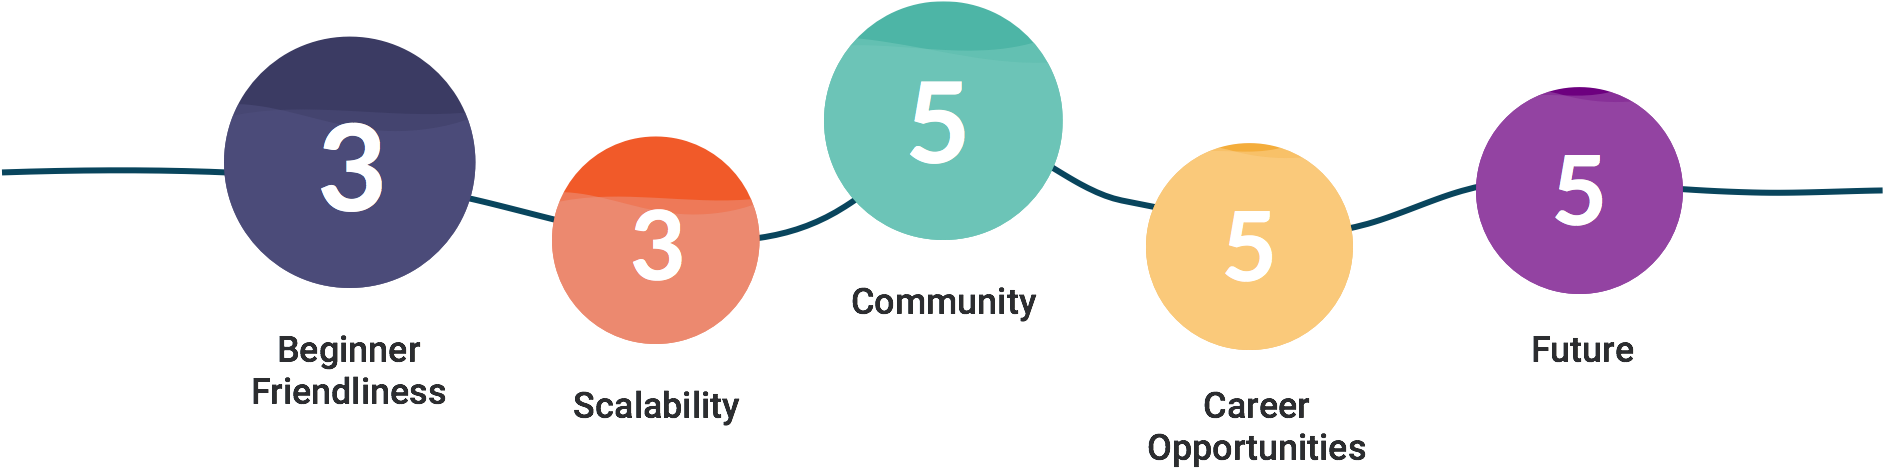 3
Beginner
Friendliness
3
Scalability
5
Community
5
Career
Opportunities
5
Future